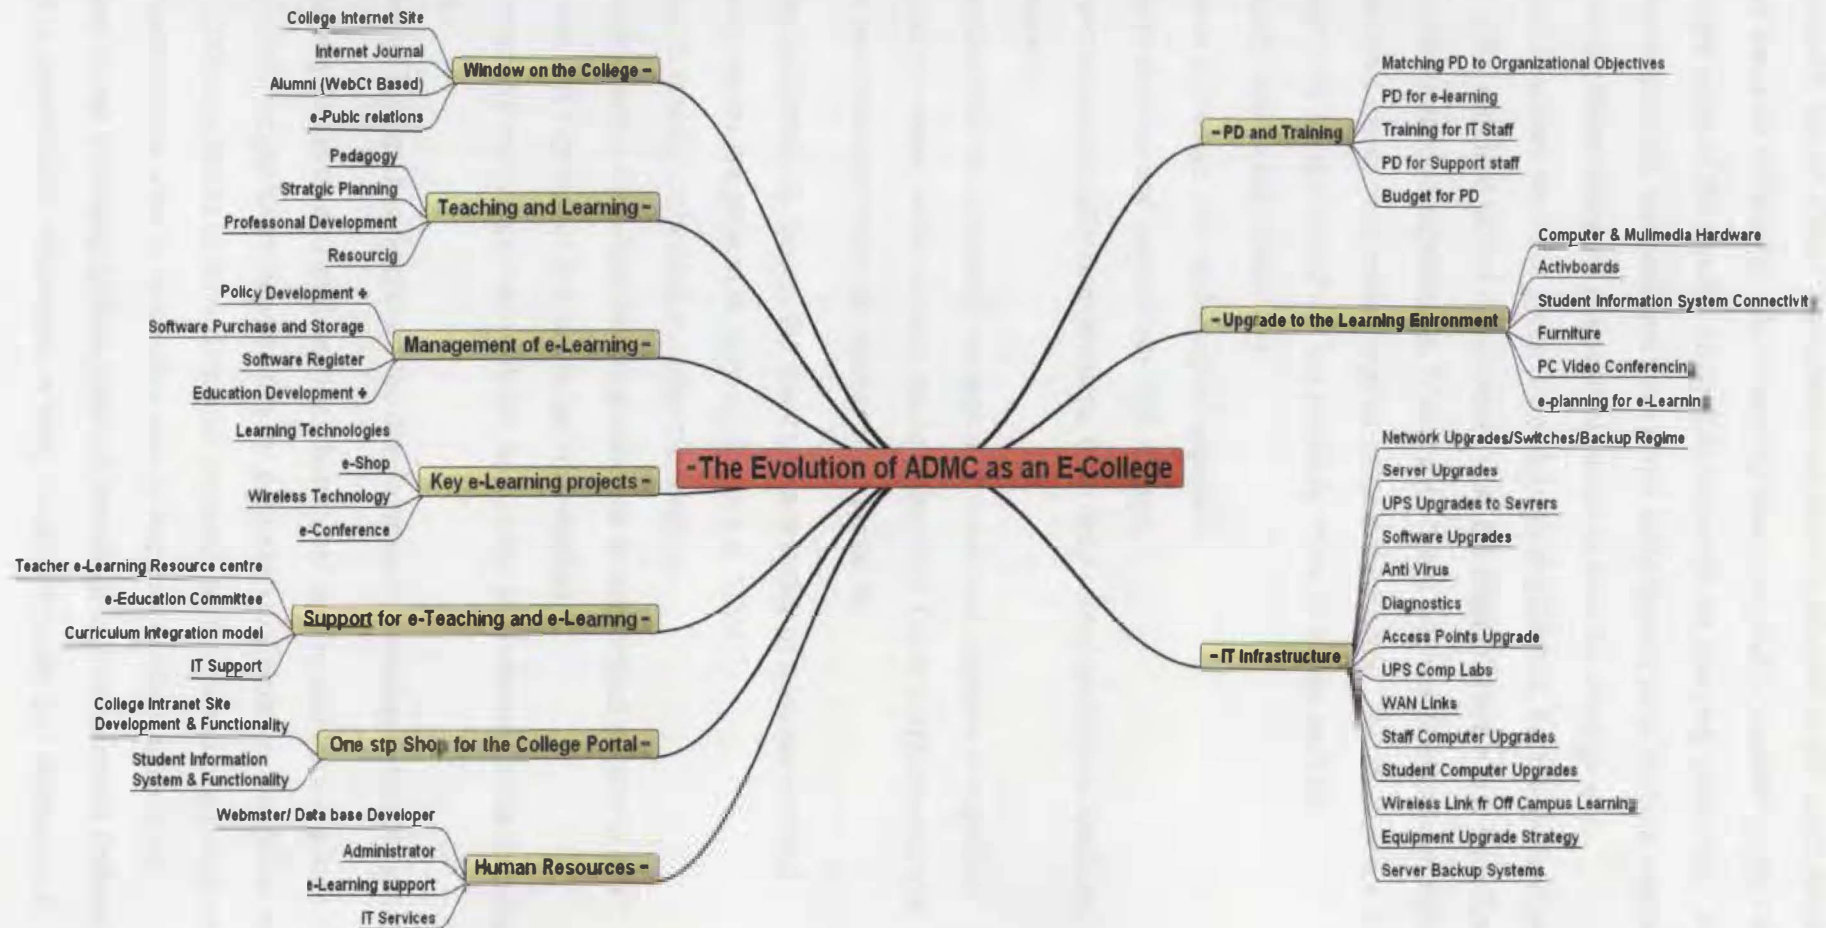 College Internet Site
Internet Journal
Alumni (WebCt Based)
e-Pubic relations
Window on the College -
Pedagogy
Stratgic Planning
Professonal Development
Resourcig
Teaching and Learning -
Policy Development +
Software Purchase and Storage
Software Register
Education Development +
Management of e-Learning -
Learning Technologies
e-Shop
Wireless Technology
e-Conference
Key e-Learning projects -
Teacher e-Learning Resource centre
e-Education Committee
Curriculum Integration model
IT Support
Support for e-Teaching and e-Learnng -
College Intranet Site
Development & Functionality
Student Information
System & Functionality
One stp Shop for the College Portal -
Webmster/ Data base Developer
Administrator
e-Learning support
IT Services
Human Resources -
- The Evolution of ADMC as an E-College
- PD and Training
Matching PD to Organizational Objectives
PD for e-learning
Training for IT Staff
PD for Support staff
Budget for PD
- Upgrade to the Learning Enironment
Computer & Mulimedia Hardware
Activboards
Student Information System Connectivit
Furniture
PC Video Conferencing
e-planning for e-Learning
- IT Infrastructure
Network Upgrades/Switches/Backup Regime
Server Upgrades
UPS Upgrades to Sevrers
Software Upgrades
Anti Virus
Diagnostics
Access Points Upgrade
UPS Comp Labs
WAN Links
Staff Computer Upgrades
Student Computer Upgrades
Wireless Link fr Off Campus Learning
Equipment Upgrade Strategy
Server Backup Systems